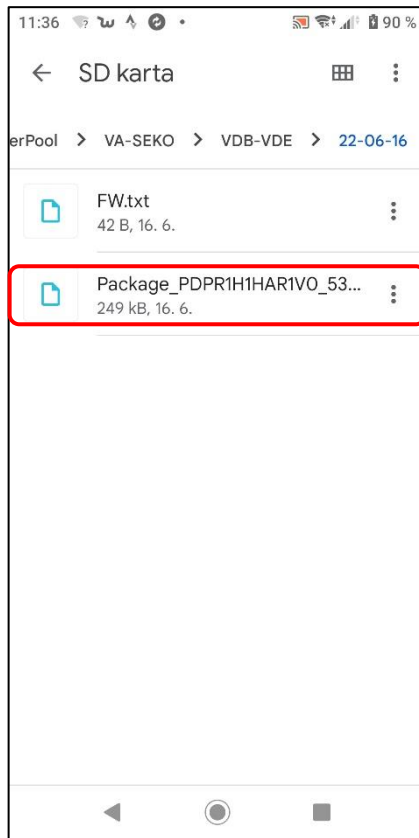 11:36 90 %
SD karta
erPool > VA-SEKO > VDB-VDE > 22-06-16
FW.txt
42 B, 16. 6.
Package_PDPR1H1HAR1V0_53...
249 kB, 16. 6.